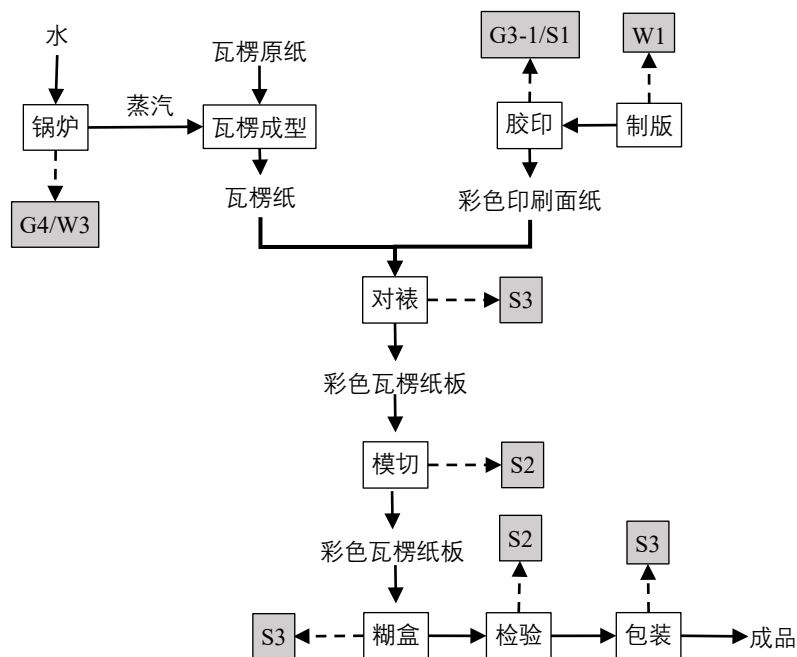 水
瓦楞原纸
G3-1/S1
W1
蒸汽
锅炉
瓦楞成型
胶印
制版
G4/W3
瓦楞纸
彩色印刷面纸
对裱
S3
彩色瓦楞纸板
模切
S2
彩色瓦楞纸板
S2
S3
S3
糊盒
检验
包装
成品